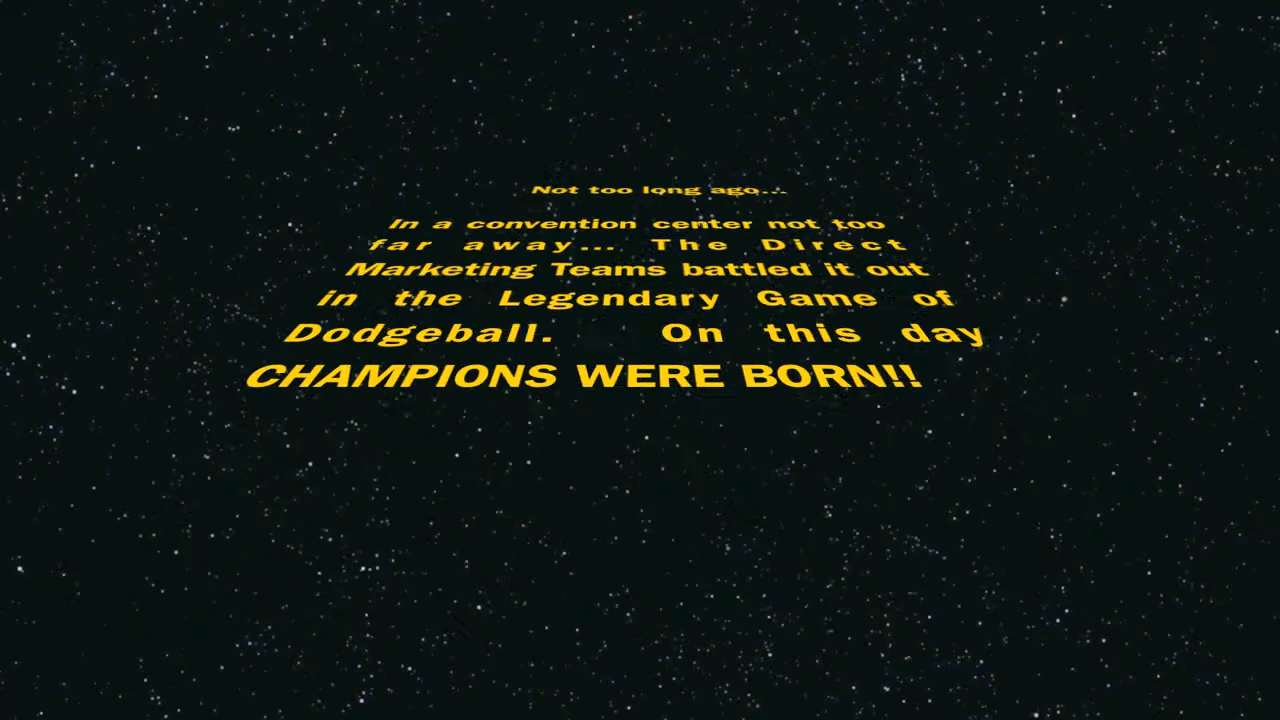 Not too long ago...
In a convention center not too
far away... The Direct
Marketing Teams battled it out
in the Legendary Game of
Dodgeball. On this day
CHAMPIONS WERE BORN!!